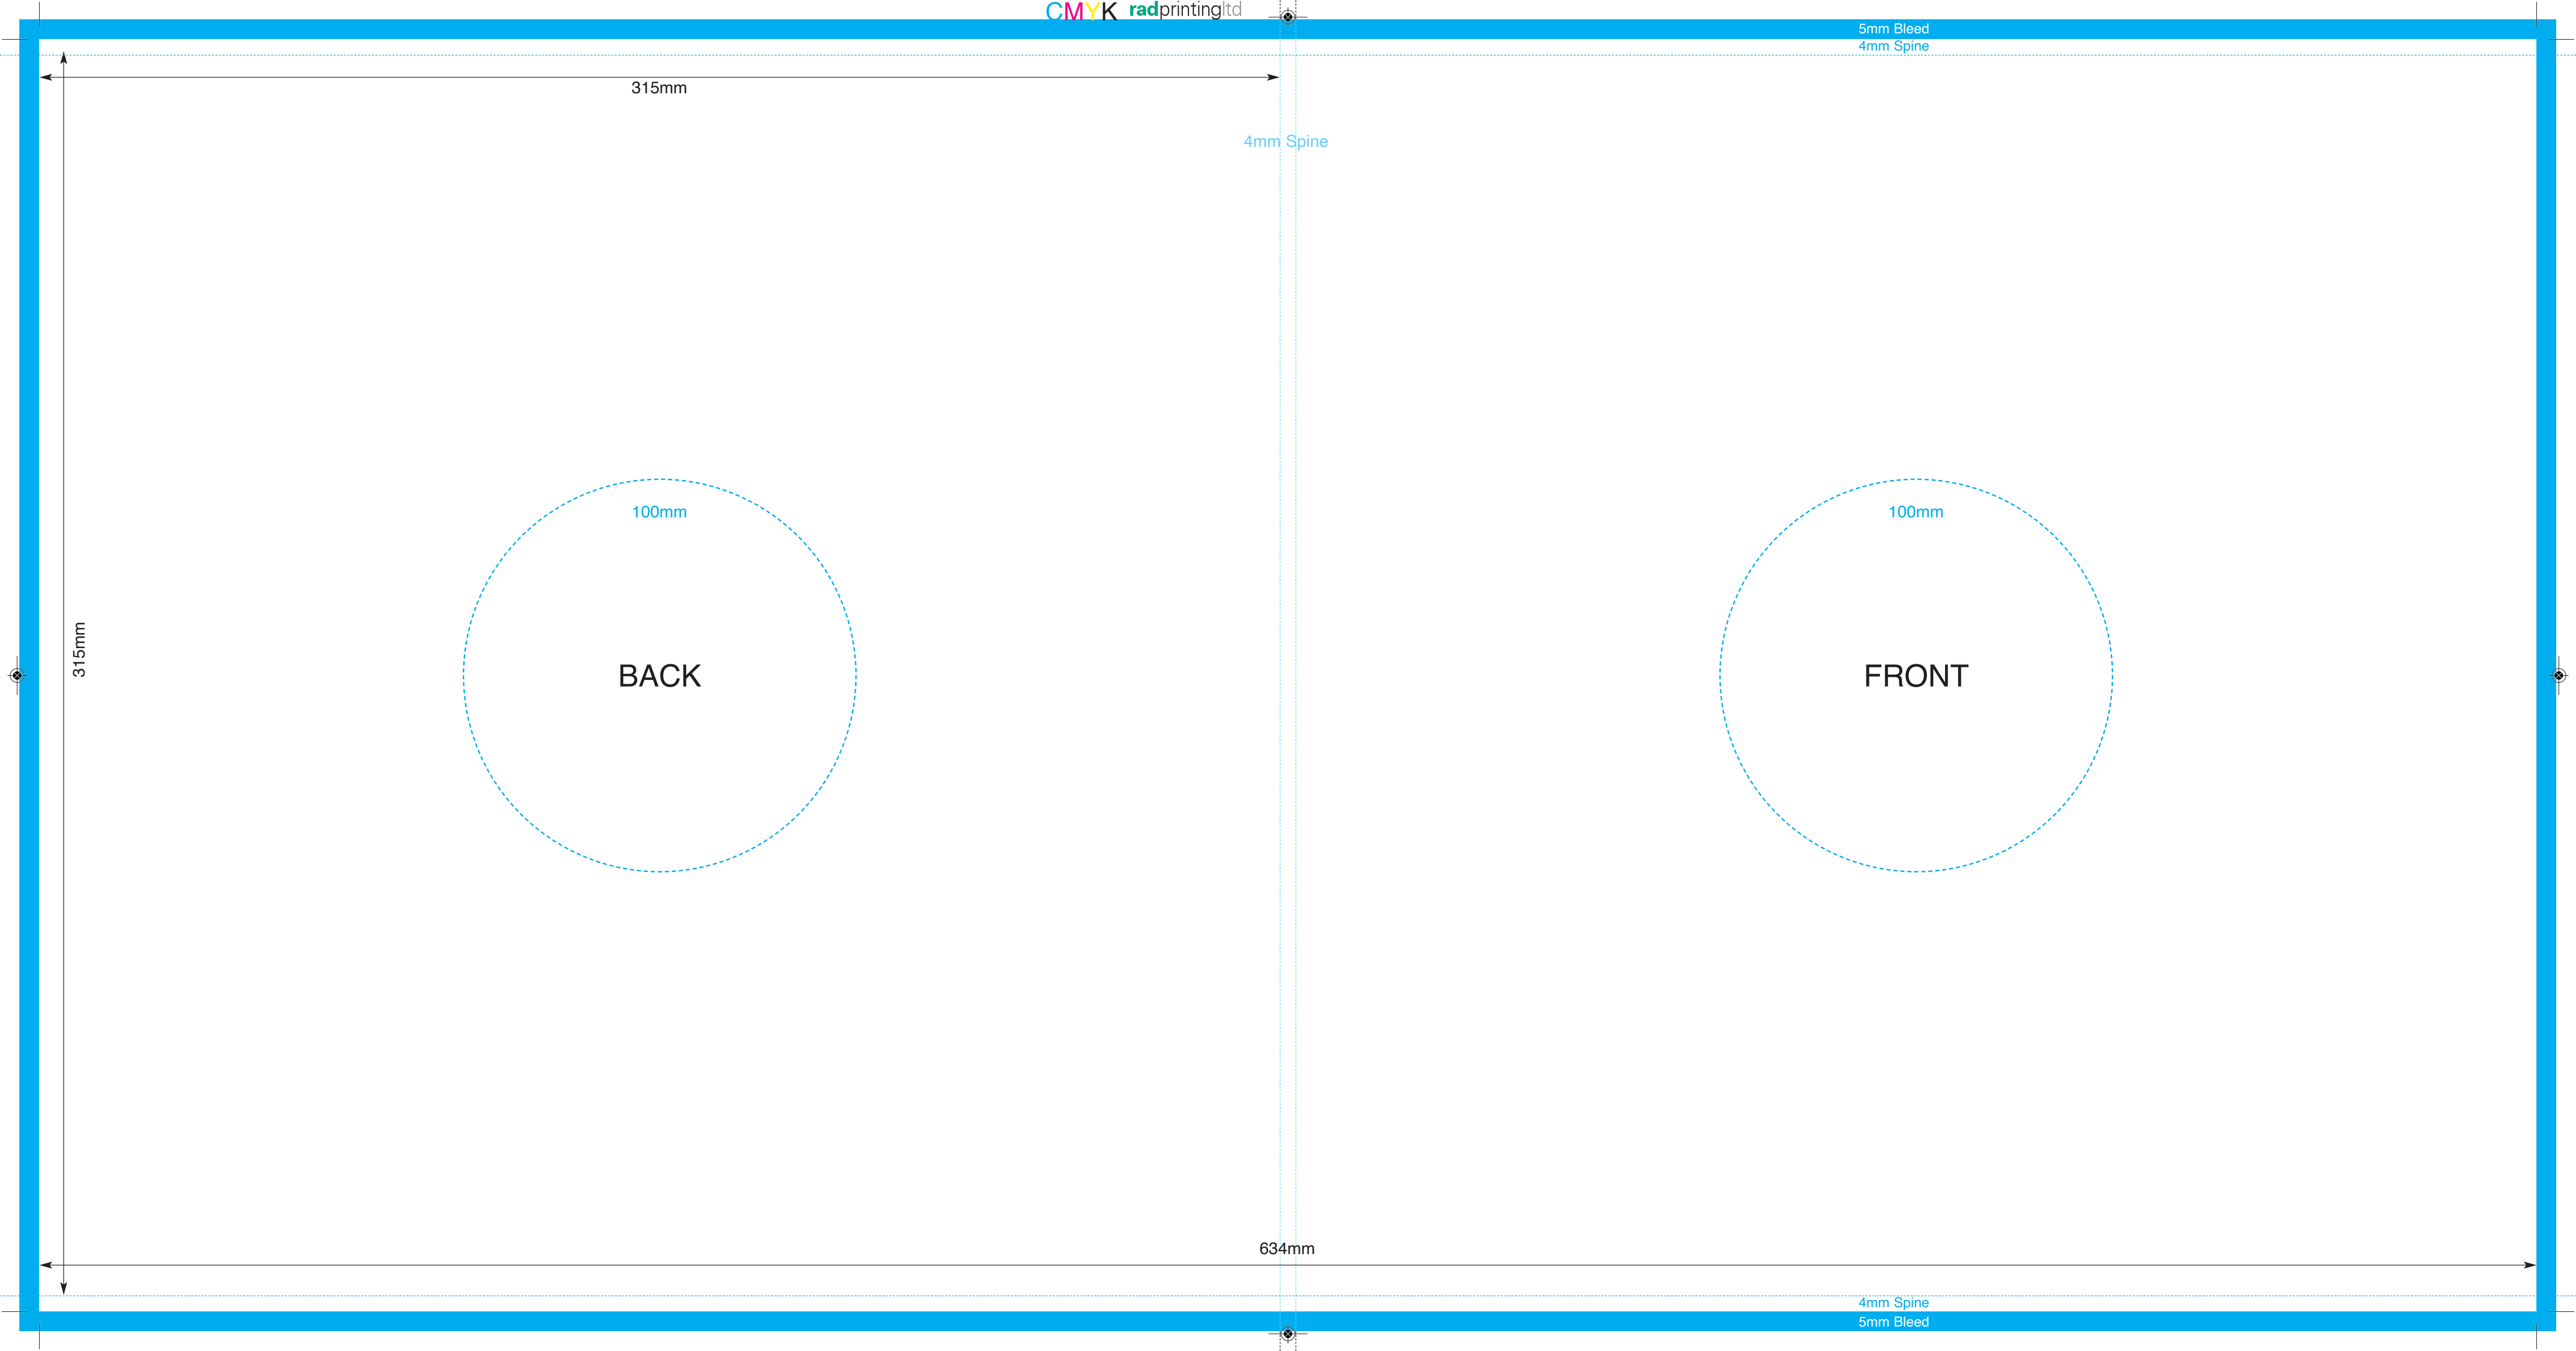 CMYK radprintingltd
5mm Bleed
4mm Spine
315mm
4mm Spine
100mm
100mm
315mm
BACK
FRONT
634mm
4mm Spine
5mm Bleed